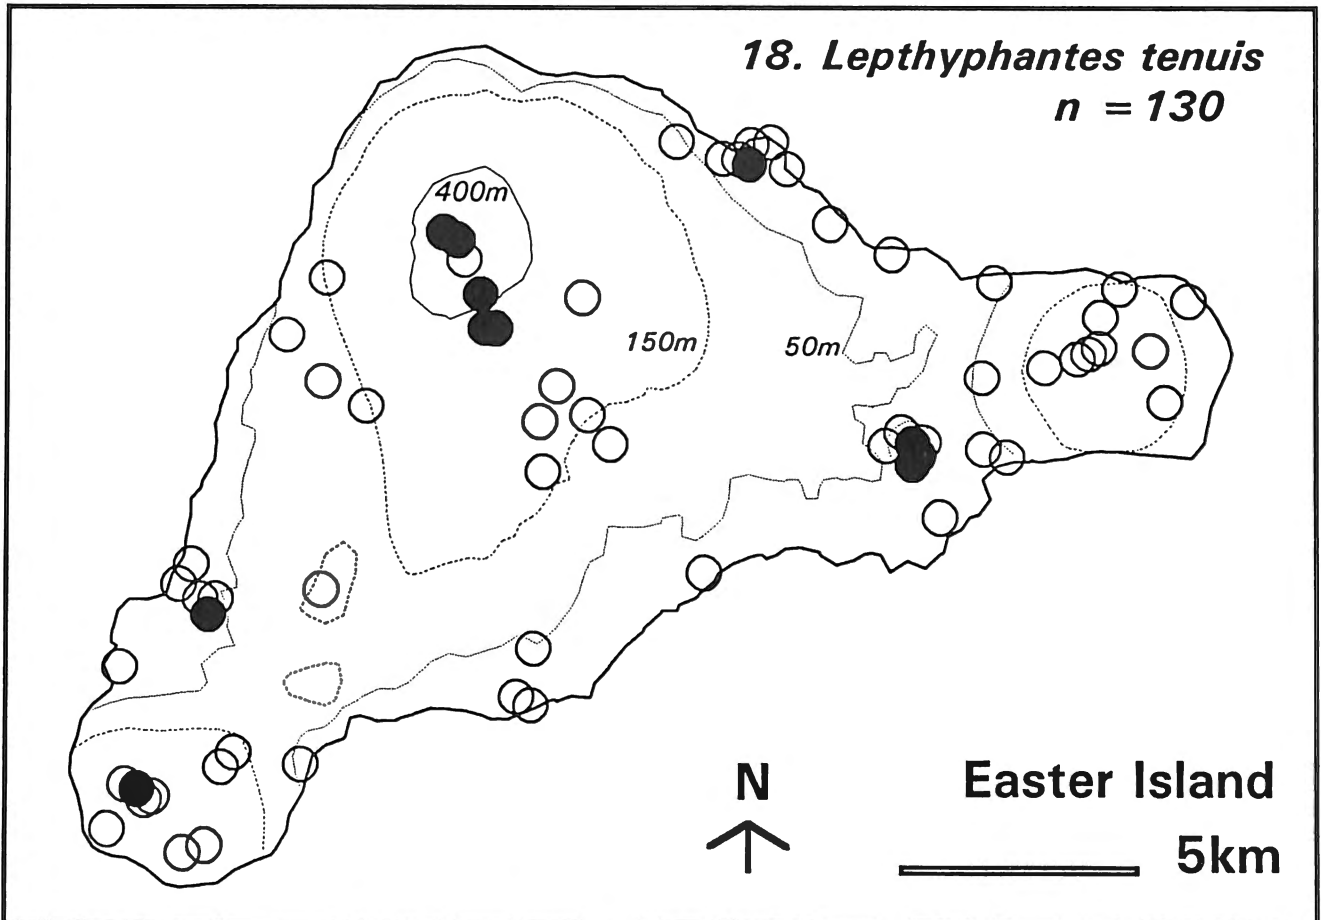 18. Lepthyphantes tenuis
n = 130
400m
150m
50m
N
Easter Island
5km